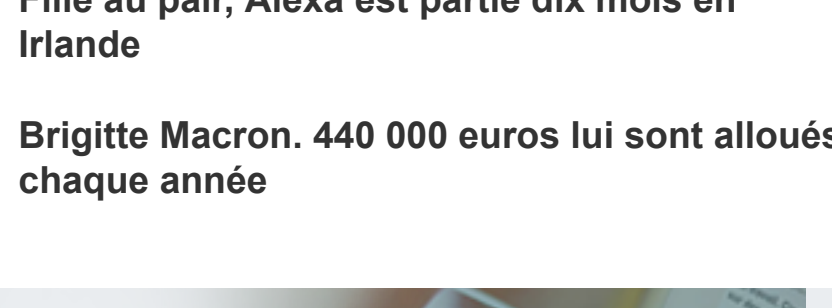 Fille au pair, Alexa est partie dix mois en
Irlande
Brigitte Macron. 440 000 euros lui sont alloués
chaque année